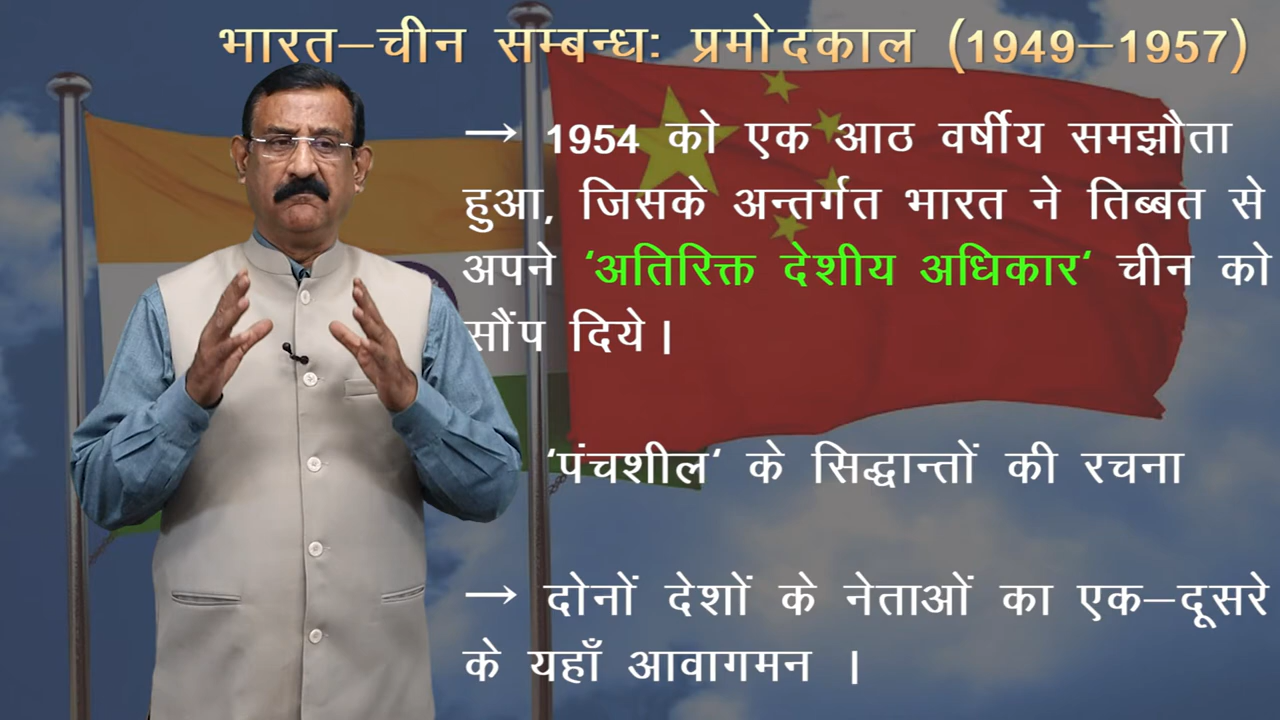 भारत–चीन सम्बन्धः प्रमोदकाल (1949–1957)
→ 1954 को एक आठ वर्षीय समझौता
हुआ, जिसके अन्तर्गत भारत ने तिब्बत से
अपने ‘अतिरिक्त देशीय अधिकार‘ चीन को
सौंप दिये।
‘पंचशील’ के सिद्धान्तों की रचना
→ दोनों देशों के नेताओं का एक–दूसरे
के यहाँ आवागमन ।